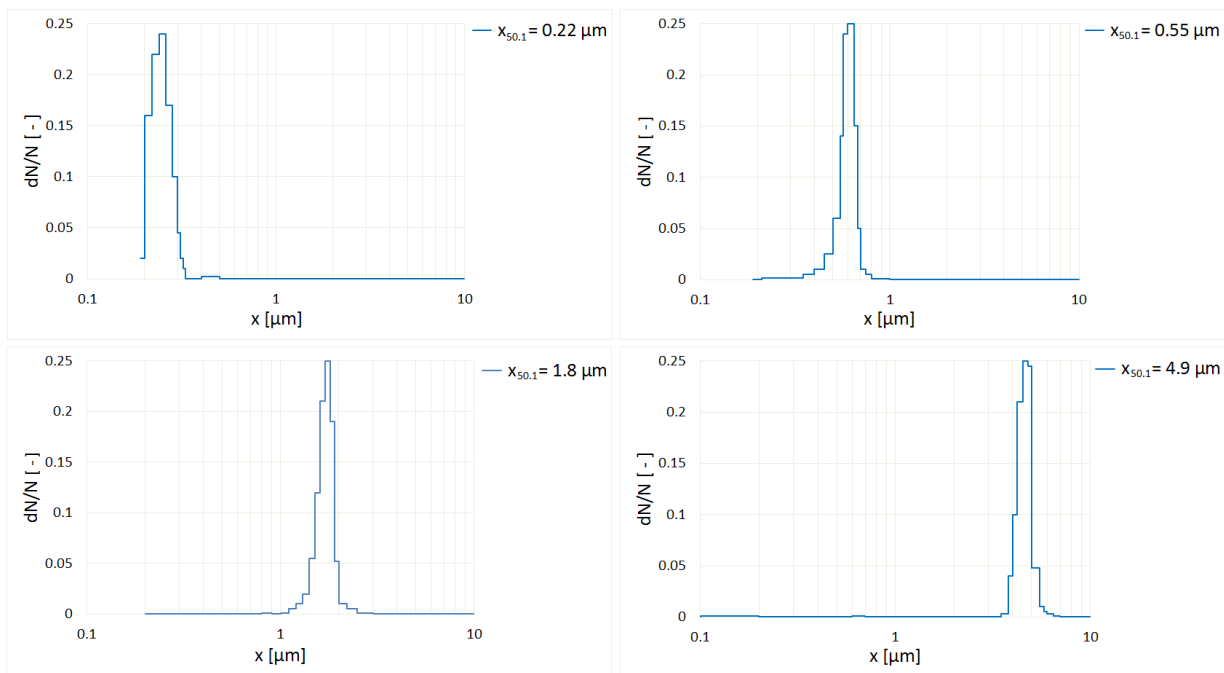 x50.1= 0.22 µm
0.25
0.2
0.15
0.1
0.05
0
dN/N [ - ]
0.1 1 10
x [µm]
x50.1= 0.55 µm
0.25
0.2
0.15
0.1
0.05
0
dN/N [ - ]
0.1 1 10
x [µm]
x50.1= 1.8 µm
0.25
0.2
0.15
0.1
0.05
0
dN/N [ - ]
0.1 1 10
x [µm]
x50.1= 4.9 µm
0.25
0.2
0.15
0.1
0.05
0
dN/N [ - ]
0.1 1 10
x [µm]